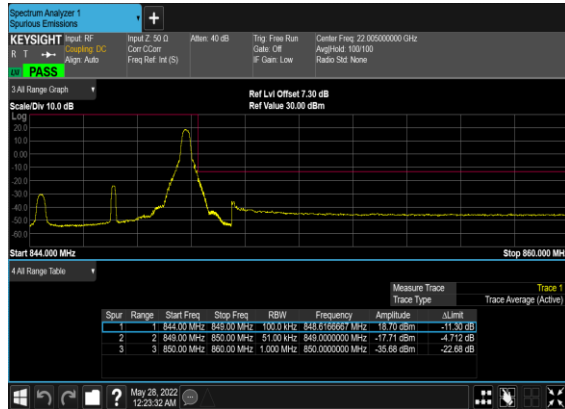 Spectrum Analyzer 1
Spurious Emissions
+
KEYSIGHT Input: RF Input Z: 50 Ω Atten: 40 dB Trig: Free Run Center Freq: 22.005000000 GHz
R T Coupling: DC Corr CCorr Gate: Off Avg|Hold: 100/100
Align: Auto Freq Ref: Int (S) IF Gain: Low Radio Std: None
PASS
3 All Range Graph
Ref Lvl Offset 7.30 dB
Scale/Div 10.0 dB Ref Value 30.00 dBm
Log
20.0
10.0
0.00
-10.0
-20.0
-30.0
-40.0
-50.0
-60.0
Start 844.000 MHz Stop 860.000 MH
4 All Range Table
Measure Trace Trace 1
Trace Type Trace Average (Active)
Spur Range Start Freq Stop Freq RBW Frequency Amplitude ΔLimit
1 1 844.00 MHz 849.00 MHz 100.0 kHz 848.6166667 MHz 18.70 dBm -11.30 dB
2 2 849.00 MHz 850.00 MHz 51.00 kHz 849.0000000 MHz -17.71 dBm -4.712 dB
3 3 850.00 MHz 860.00 MHz 1.000 MHz 850.0000000 MHz -35.68 dBm -22.68 dB
? May 28, 2022
12:23:32 AM